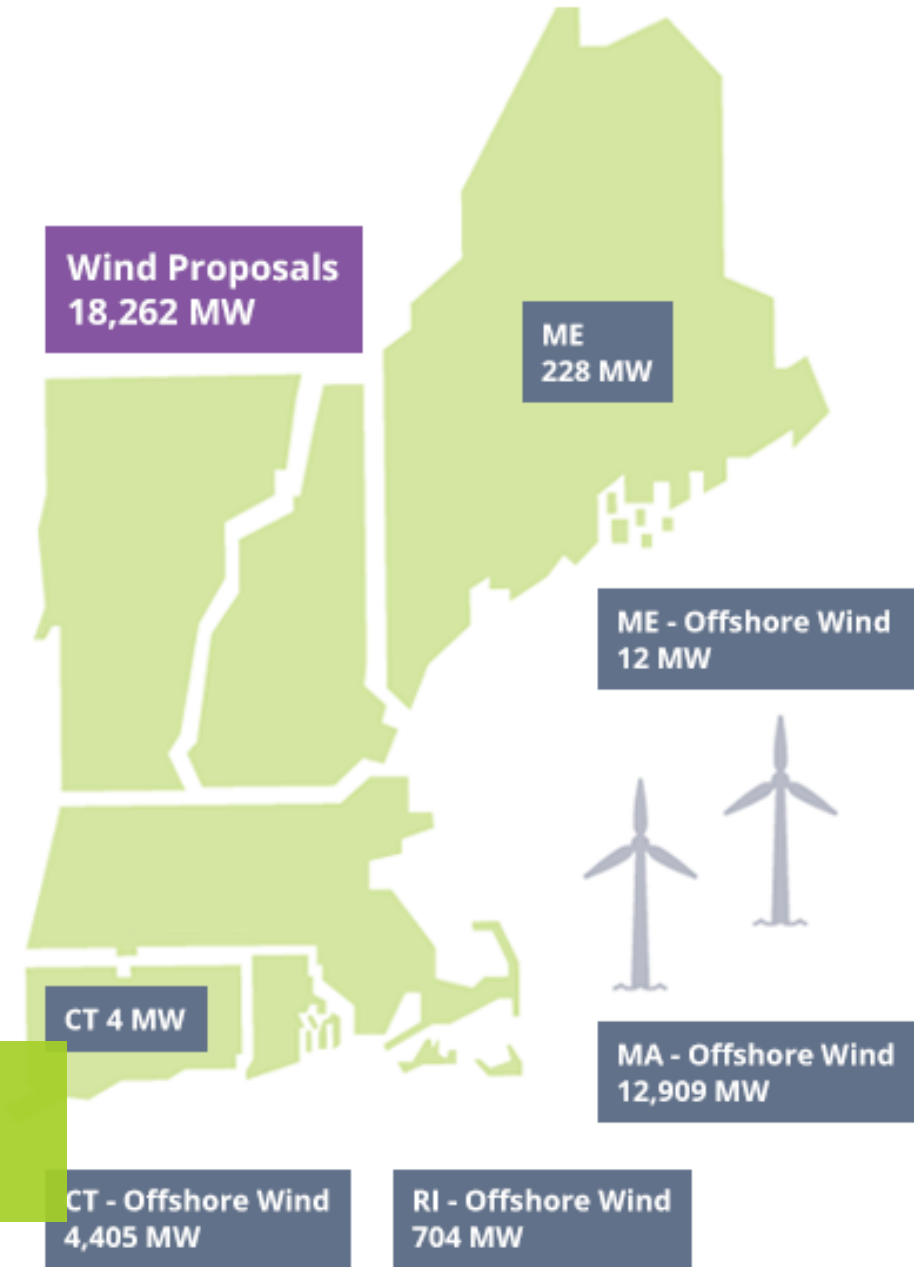 Wind Proposals
18,262 MW
ME
228 MW
ME - Offshore Wind
12 MW
CT 4 MW
MA - Offshore Wind
12,909 MW
CT - Offshore Wind
4,405 MW
RI - Offshore Wind
704 MW